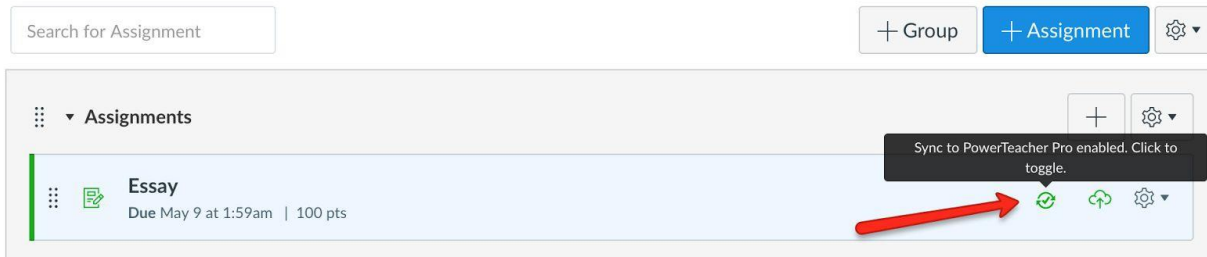 Search for Assignment
+ Group
+ Assignment
Assignments
+
Sync to PowerTeacher Pro enabled. Click to
toggle.
Essay
Due May 9 at 1:59am | 100 pts